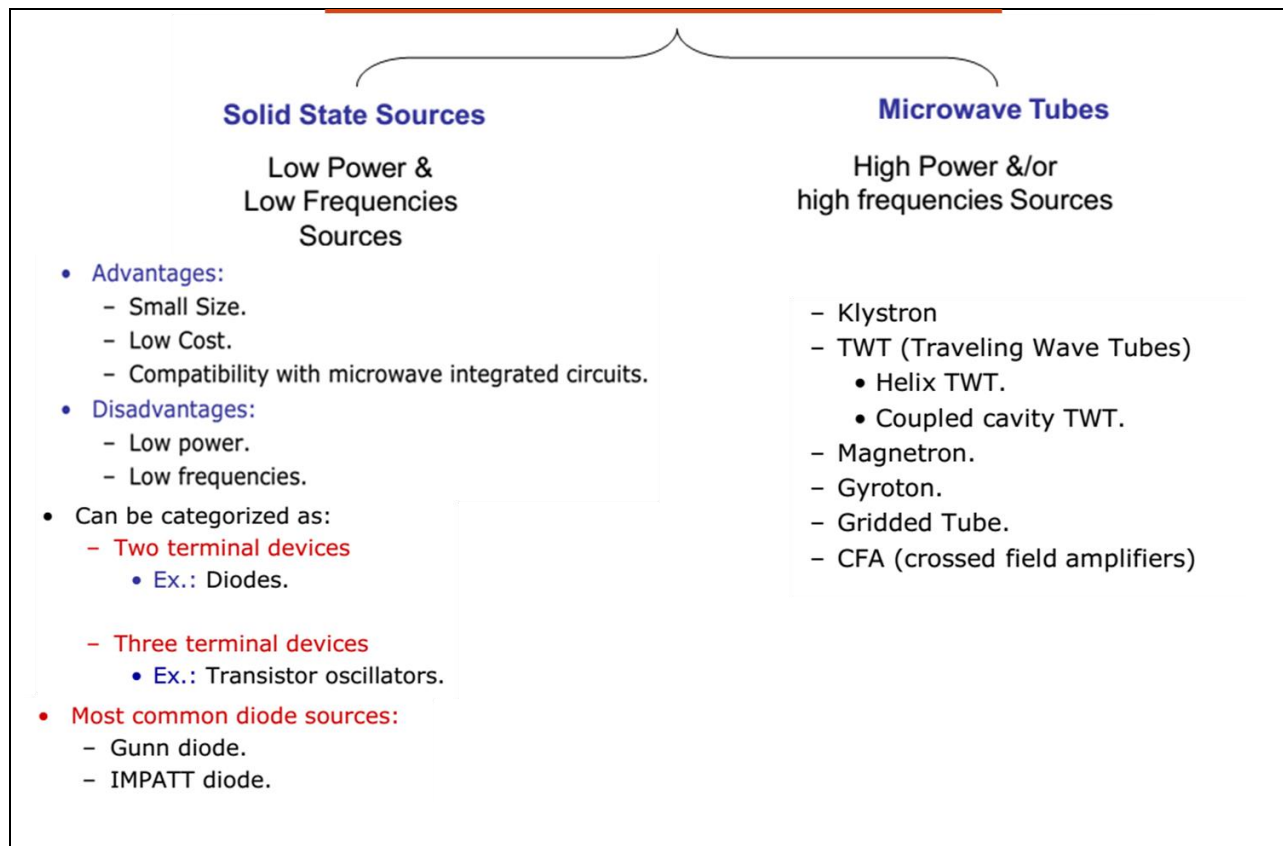 Solid State Sources
Low Power &
Low Frequencies
Sources
• Advantages:
– Small Size.
– Low Cost.
– Compatibility with microwave integrated circuits.
• Disadvantages:
– Low power.
– Low frequencies.
• Can be categorized as:
– Two terminal devices
• Ex.: Diodes.
– Three terminal devices
• Ex.: Transistor oscillators.
• Most common diode sources:
– Gunn diode.
– IMPATT diode.
Microwave Tubes
High Power &/or
high frequencies Sources
– Klystron
– TWT (Traveling Wave Tubes)
• Helix TWT.
• Coupled cavity TWT.
– Magnetron.
– Gyroton.
– Gridded Tube.
– CFA (crossed field amplifiers)